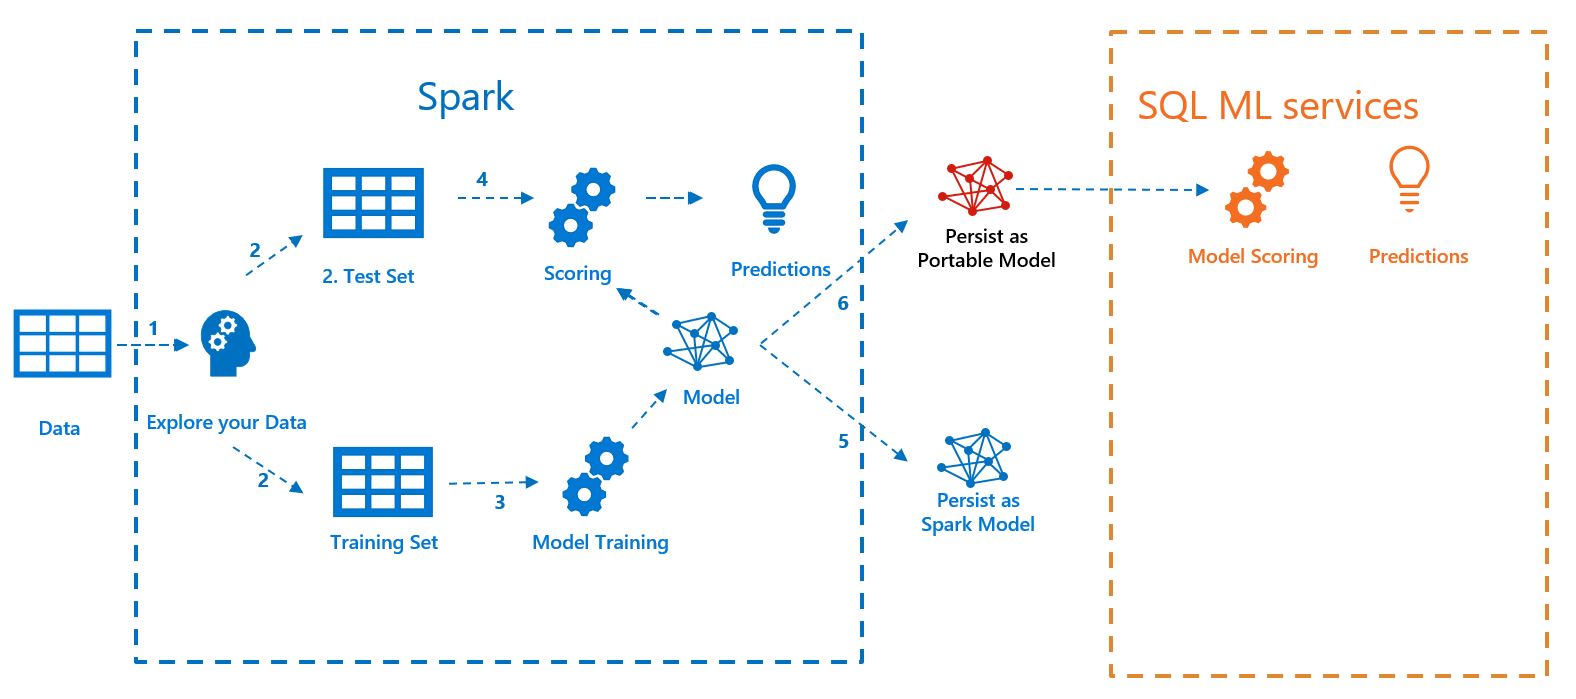 Spark
SQL ML services
4
2
2. Test Set
Scoring
Predictions
Persist as
Portable Model
Model Scoring
Predictions
6
1
Data
Explore your Data
Model
2
3
5
Training Set
Model Training
Persist as
Spark Model